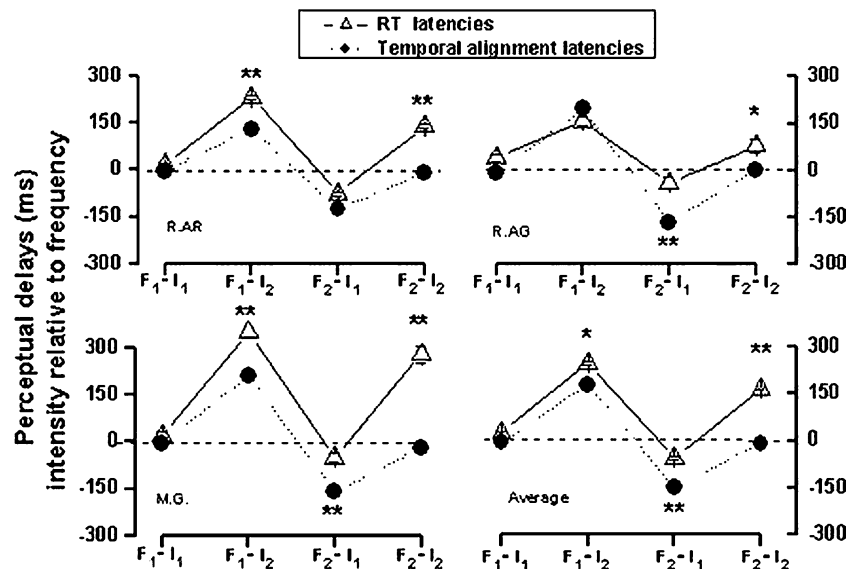 RT latencies
Temporal alignment latencies
Perceptual delays (ms)
intensity relative to frequency
300
150
0
-150
-300
** **
R.AR
F₁-I₁ F₁-I₂ F₂-I₁ F₂-I₂
300
150
0
-150
-300
*
**
R.AG
F₁-I₁ F₁-I₂ F₂-I₁ F₂-I₂
300
150
0
-150
-300
** **
**
M.G.
F₁-I₁ F₁-I₂ F₂-I₁ F₂-I₂
300
150
0
-150
-300
* **
**
Average
F₁-I₁ F₁-I₂ F₂-I₁ F₂-I₂